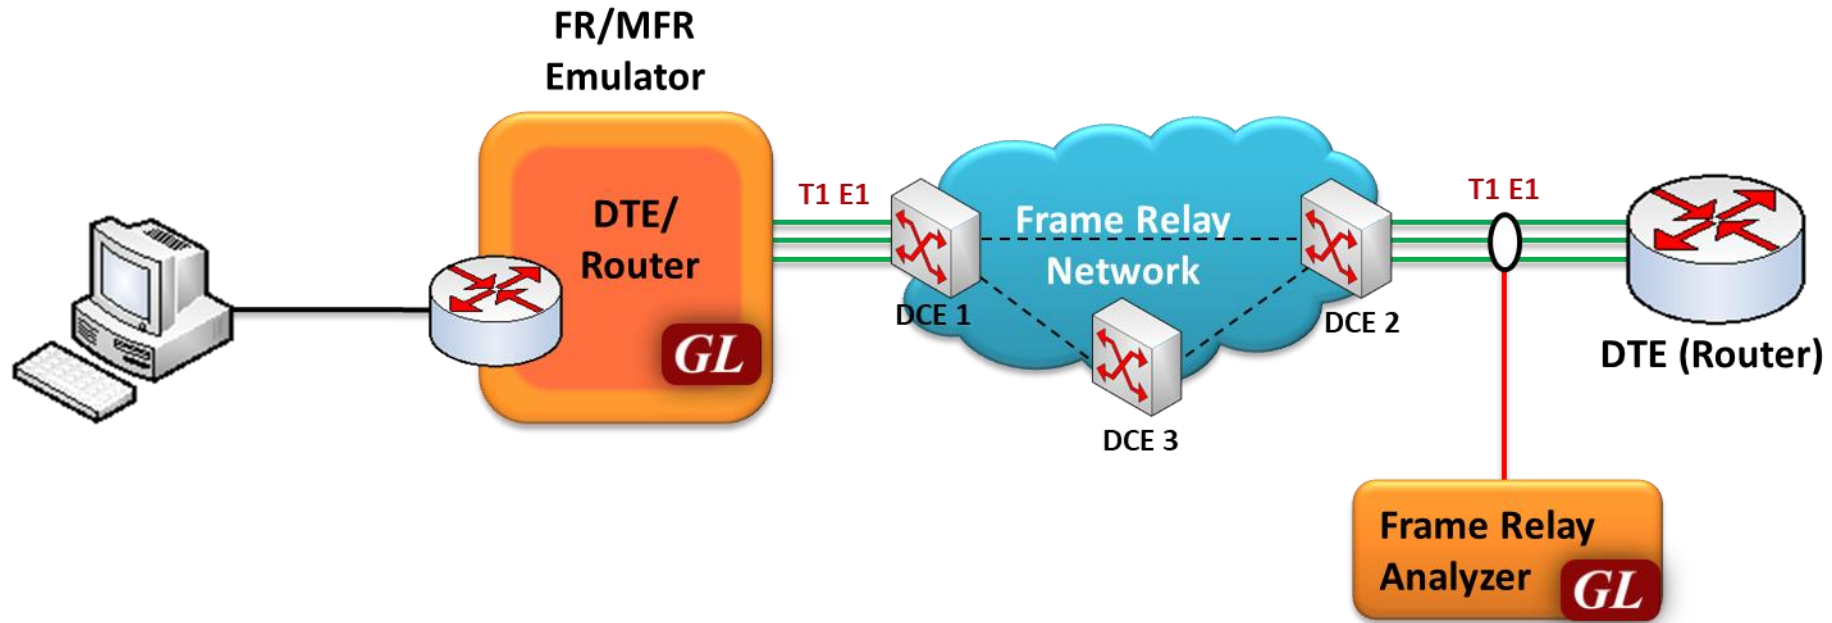 FR/MFR
Emulator
DTE/
Router
GL
T1 E1
Frame Relay
Network
DCE 1
DCE 2
DCE 3
T1 E1
DTE (Router)
Frame Relay
Analyzer
GL